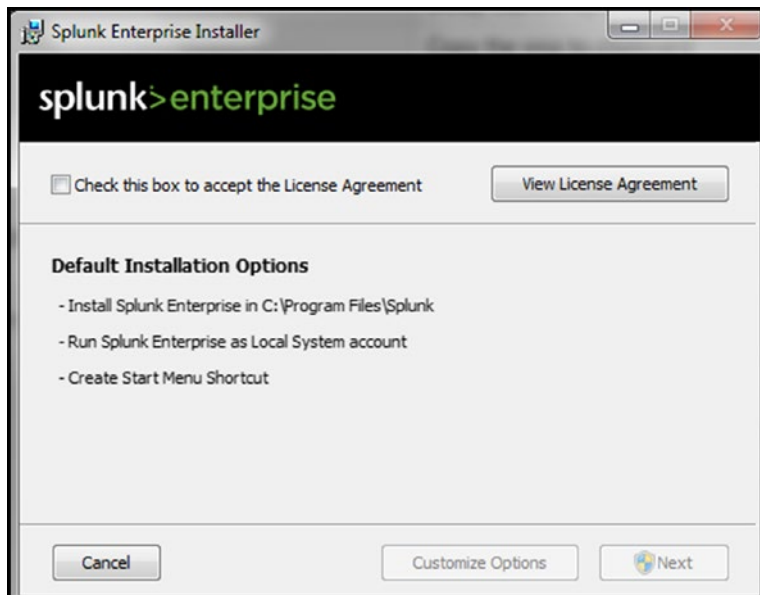 Splunk Enterprise Installer
splunk>enterprise
Check this box to accept the License Agreement
View License Agreement
Default Installation Options
- Install Splunk Enterprise in C:\Program Files\Splunk
- Run Splunk Enterprise as Local System account
- Create Start Menu Shortcut
Cancel
Customize Options
Next